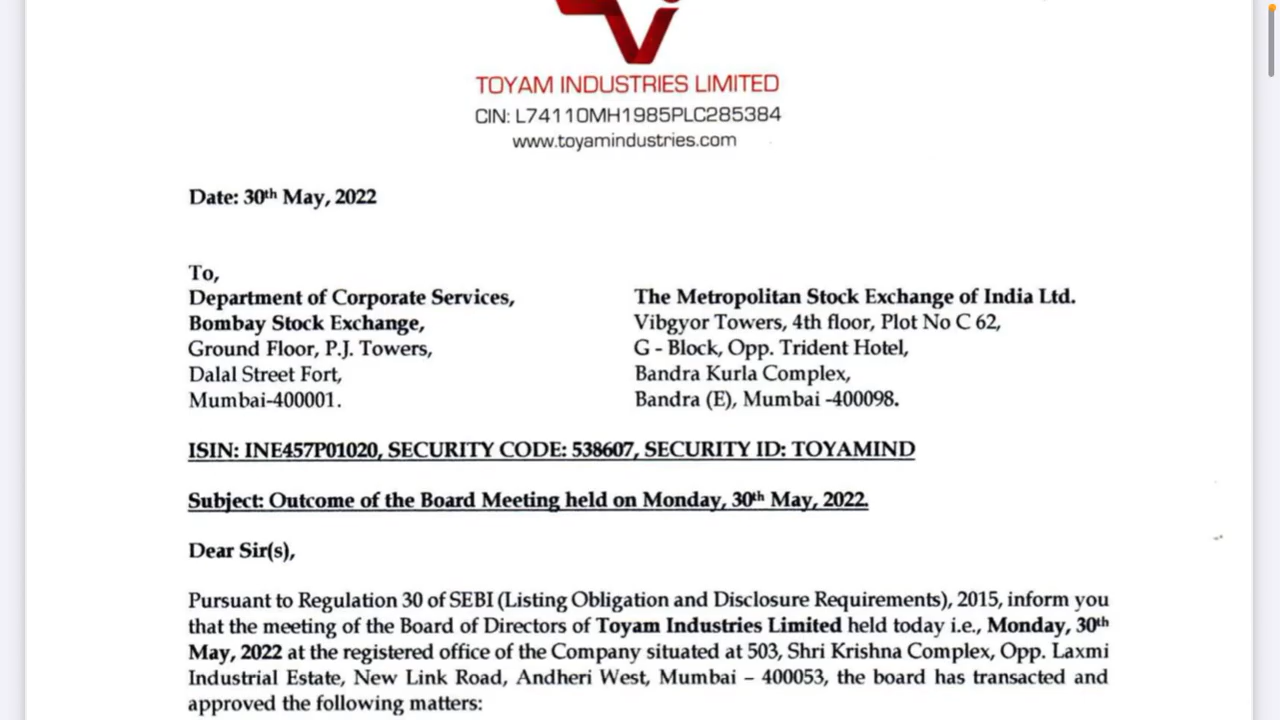 TOYAM INDUSTRIES LIMITED
CIN: L74110MH1985PLC285384
www.toyamindustries.com
Date: 30th May, 2022
To,
Department of Corporate Services,
Bombay Stock Exchange,
Ground Floor, P.J. Towers,
Dalal Street Fort,
Mumbai-400001.
The Metropolitan Stock Exchange of India Ltd.
Vibgyor Towers, 4th floor, Plot No C 62,
G - Block, Opp. Trident Hotel,
Bandra Kurla Complex,
Bandra (E), Mumbai -400098.
ISIN: INE457P01020, SECURITY CODE: 538607, SECURITY ID: TOYAMIND
Subject: Outcome of the Board Meeting held on Monday, 30th May, 2022.
Dear Sir(s),
Pursuant to Regulation 30 of SEBI (Listing Obligation and Disclosure Requirements), 2015, inform you
that the meeting of the Board of Directors of Toyam Industries Limited held today i.e., Monday, 30th
May, 2022 at the registered office of the Company situated at 503, Shri Krishna Complex, Opp. Laxmi
Industrial Estate, New Link Road, Andheri West, Mumbai – 400053, the board has transacted and
approved the following matters: